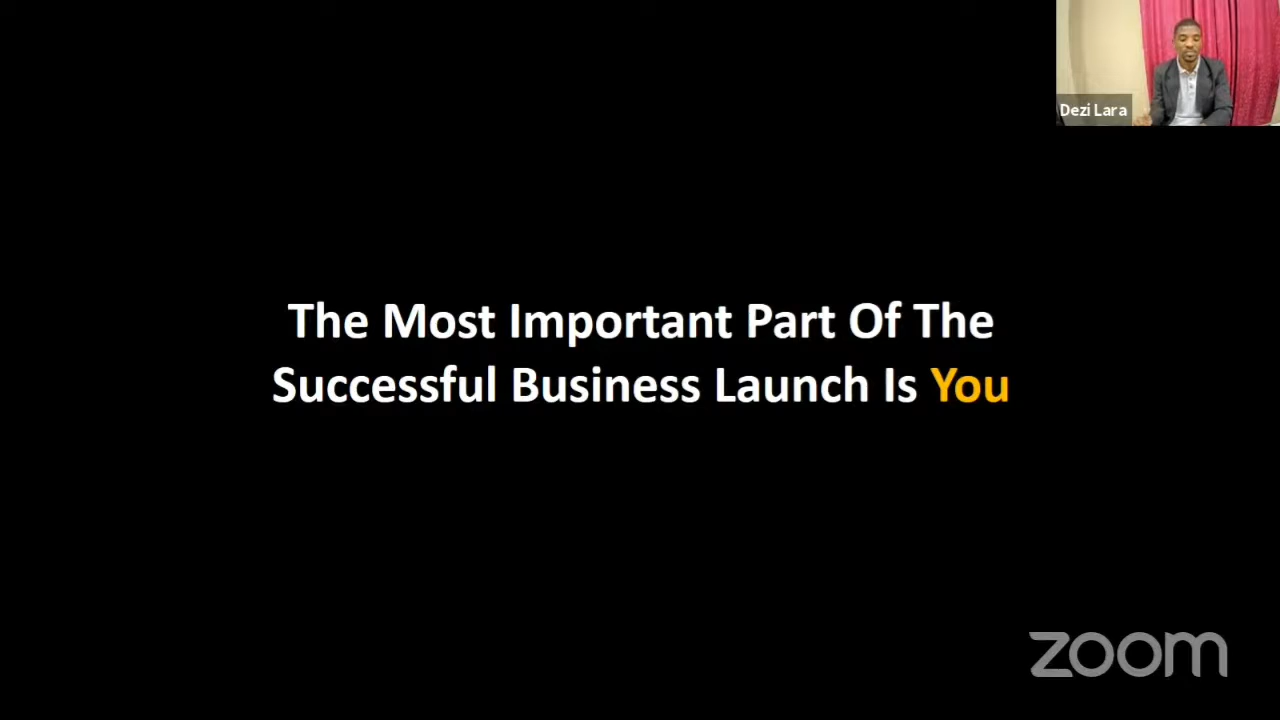 Dezi Lara
The Most Important Part Of The
Successful Business Launch Is You
zoom